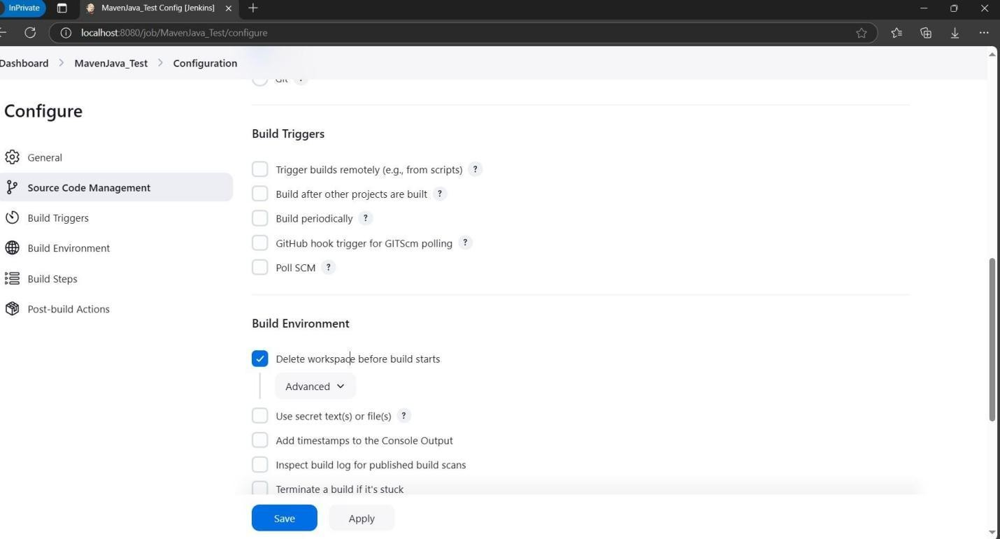 InPrivate
MavenJava_Test Config [Jenkins]
localhost:8080/job/MavenJava_Test/configure
Dashboard > MavenJava_Test > Configuration
Git ?
Configure
General
Source Code Management
Build Triggers
Build Environment
Build Steps
Post-build Actions
Build Triggers
Trigger builds remotely (e.g., from scripts) ?
Build after other projects are built ?
Build periodically ?
GitHub hook trigger for GITScm polling ?
Poll SCM ?
Build Environment
Delete workspace before build starts
Advanced
Use secret text(s) or file(s) ?
Add timestamps to the Console Output
Inspect build log for published build scans
Terminate a build if it's stuck
Save
Apply